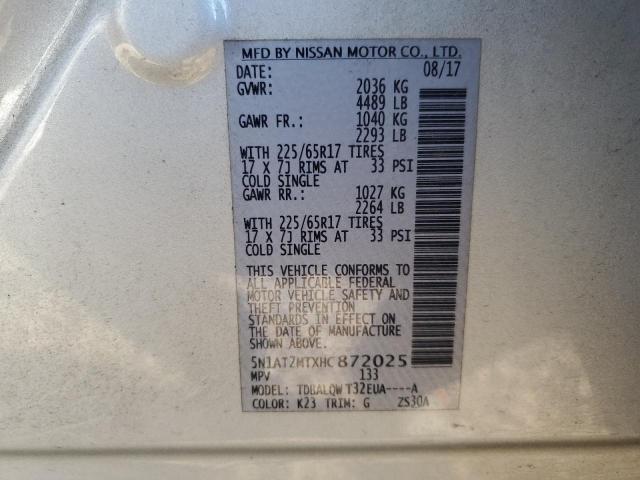 MFD BY NISSAN MOTOR CO., LTD.
DATE: 08/17
GVWR: 2036 KG
4489 LB
GAWR FR.: 1040 KG
2293 LB
WITH 225/65R17 TIRES
17 X 7J RIMS AT 33 PSI
COLD SINGLE
GAWR RR.: 1027 KG
2264 LB
WITH 225/65R17 TIRES
17 X 7J RIMS AT 33 PSI
COLD SINGLE
THIS VEHICLE CONFORMS TO
ALL APPLICABLE FEDERAL
MOTOR VEHICLE SAFETY AND
THEFT PREVENTION
STANDARDS IN EFFECT ON
THE DATE OF MANUFACTURE
SHOWN ABOVE.
5N1AT2MTXHC872025
MPV 133
MODEL: TDBALQW T32EUA----A
COLOR: K23 TRIM: G ZS30A